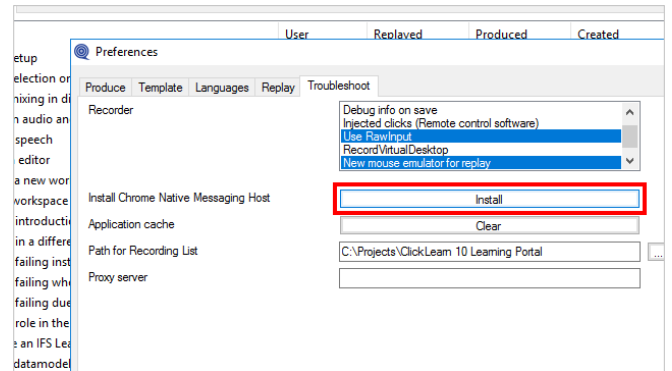 User Replayed Produced Created
Preferences
etup
election or
nixing in di
n audio an
speech
editor
a new wor
workspace
introductio
in a differe
failing inst
failing whe
failing due
role in the
e an IFS Lea
datamodel
Produce Template Languages Replay Troubleshoot
Recorder
Debug info on save
Injected clicks (Remote control software)
Use RawInput
RecordVirtualDesktop
New mouse emulator for replay
Install Chrome Native Messaging Host
Install
Application cache
Clear
Path for Recording List
C:\Projects\ClickLearn 10 Learning Portal
...
Proxy server